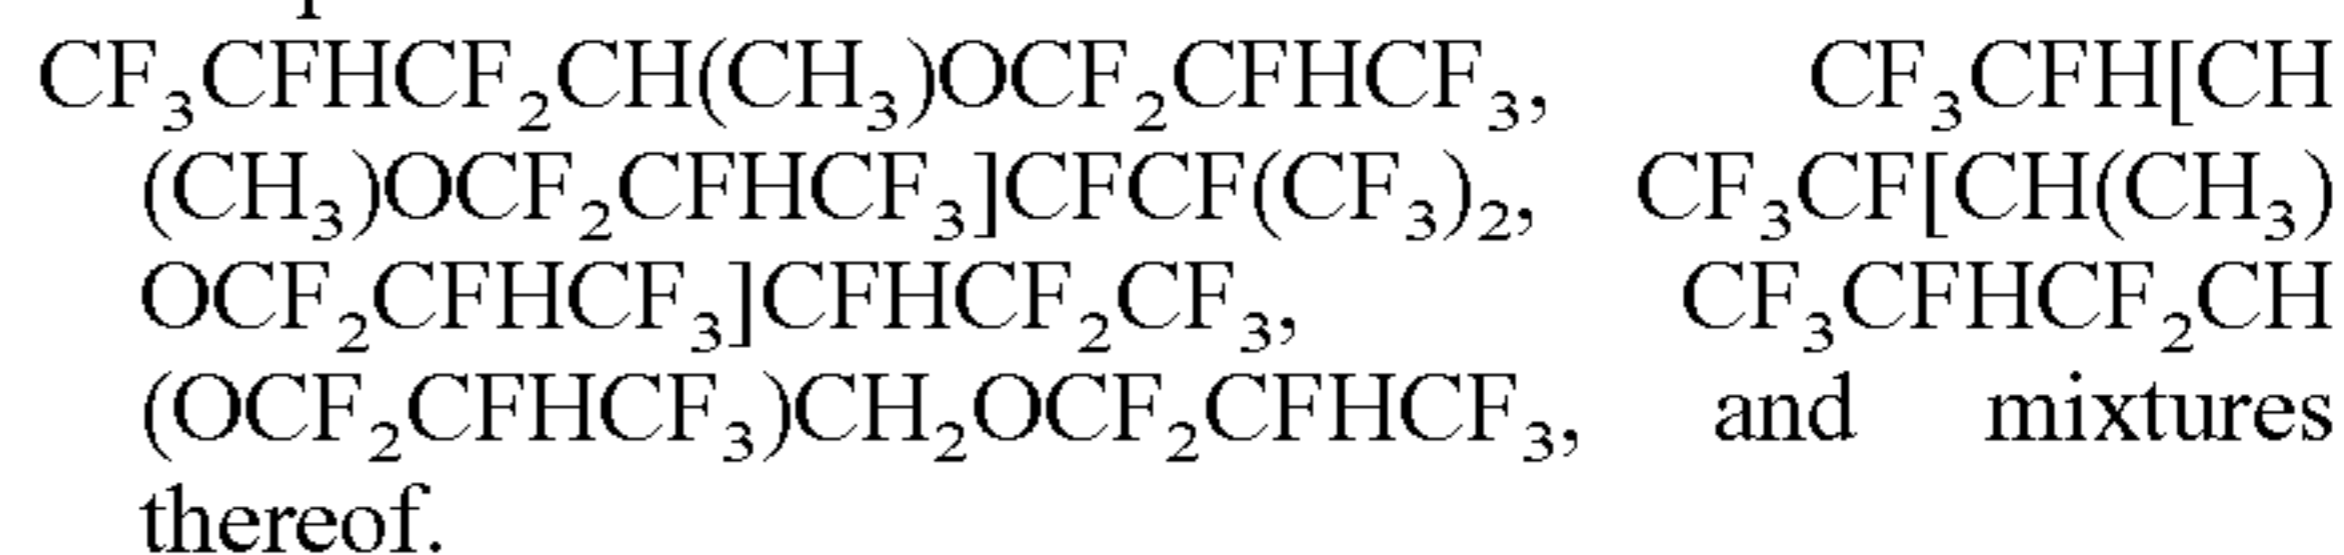 CF₃CFHCF₂CH(CH₃)OCF₂CFHCF₃, CF₃CFH[CH
(CH₃)OCF₂CFHCF₃]CFCF(CF₃)₂, CF₃CF[CH(CH₃)
OCF₂CFHCF₃]CFHCF₂CF₃, CF₃CFHCF₂CH
(OCF₂CFHCF₃)CH₂OCF₂CFHCF₃, and mixtures
thereof.